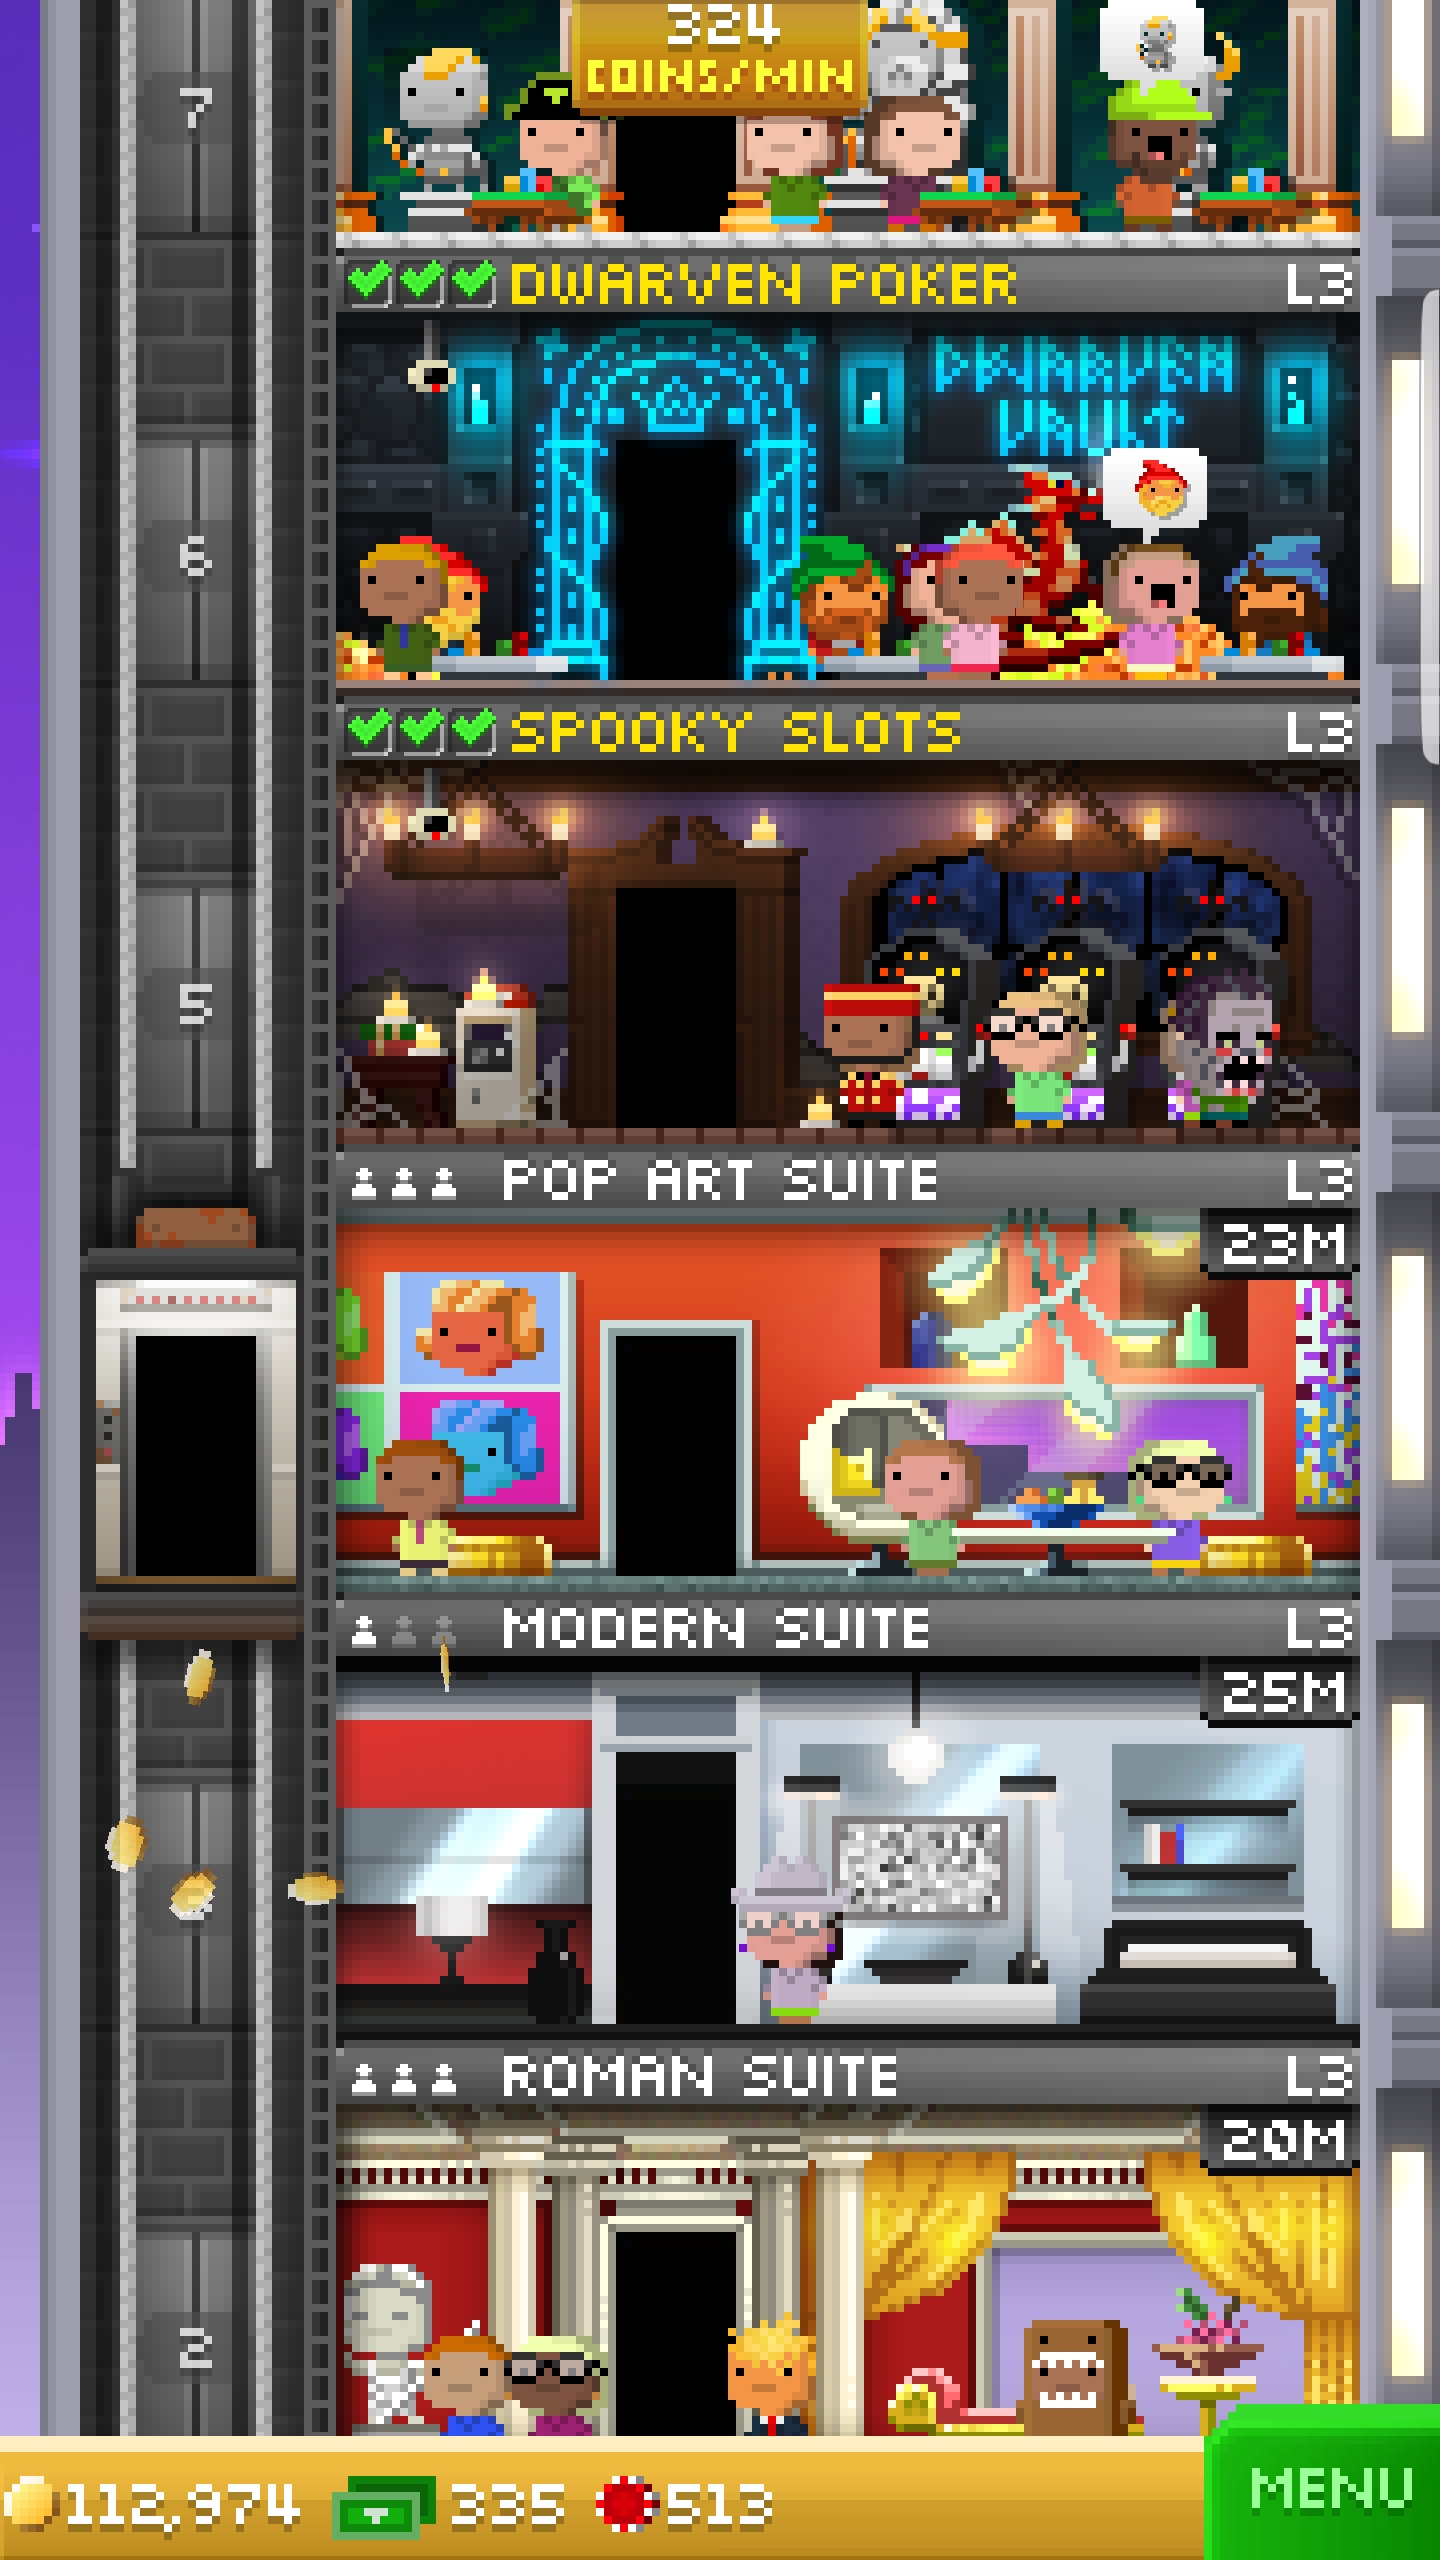 324
COINS/MIN
7
DWARVEN POKER L3
DWARVEN
VAULT
6
SPOOKY SLOTS L3
5
POP ART SUITE L3
23M
MODERN SUITE L3
25M
ROMAN SUITE L3
20M
2
112,974 335 513
MENU